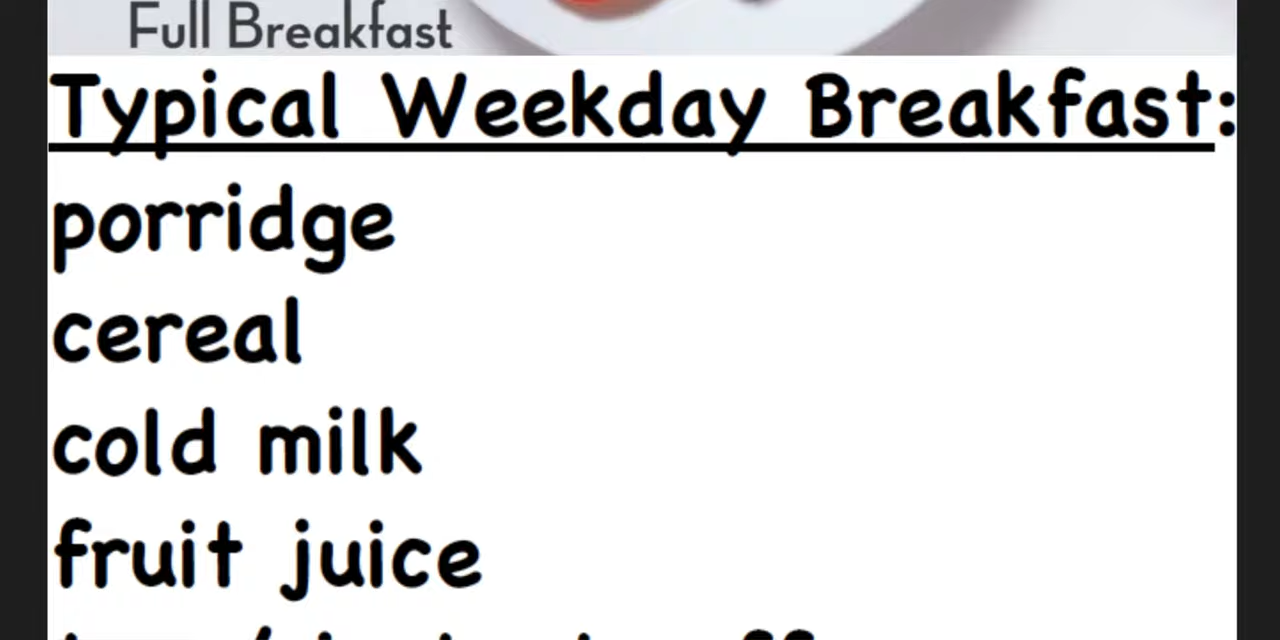 Full Breakfast
Typical Weekday Breakfast:
porridge
cereal
cold milk
fruit juice